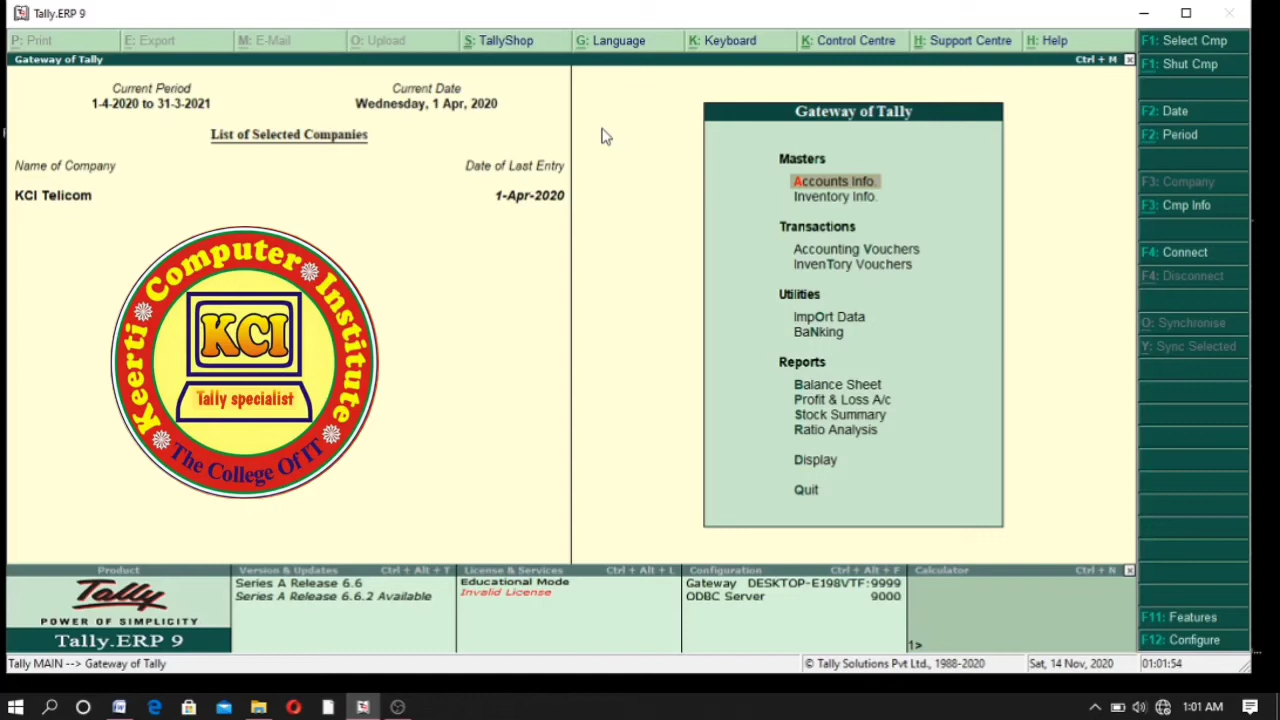 Tally.ERP 9
P: Print E: Export M: E-Mail O: Upload S: TallyShop G: Language K: Keyboard K: Control Centre H: Support Centre H: Help
Gateway of Tally Ctrl + M
Current Period Current Date
1-4-2020 to 31-3-2021 Wednesday, 1 Apr, 2020
List of Selected Companies
Name of Company Date of Last Entry
KCI Telicom 1-Apr-2020
Keerti Computer Institute
KCI
Tally specialist
The College Of IT
Gateway of Tally
Masters
Accounts Info.
Inventory Info.
Transactions
Accounting Vouchers
InvenTory Vouchers
Utilities
ImpOrt Data
BaNking
Reports
Balance Sheet
Profit & Loss A/c
Stock Summary
Ratio Analysis
Display
Quit
F1: Select Cmp
F1: Shut Cmp
F2: Date
F2: Period
F3: Company
F3: Cmp Info
F4: Connect
F4: Disconnect
O: Synchronise
Y: Sync Selected
F11: Features
F12: Configure
Product
Tally
POWER OF SIMPLICITY
Tally.ERP 9
Version & Updates Ctrl + Alt + T
Series A Release 6.6
Series A Release 6.6.2 Available
License & Services Ctrl + Alt + L
Educational Mode
Invalid License
Configuration Ctrl + Alt + F
Gateway DESKTOP-E198VTF:9999
ODBC Server 9000
Calculator Ctrl + N
1>
Tally MAIN --> Gateway of Tally © Tally Solutions Pvt Ltd., 1988-2020 Sat, 14 Nov, 2020 01:01:54
1:01 AM